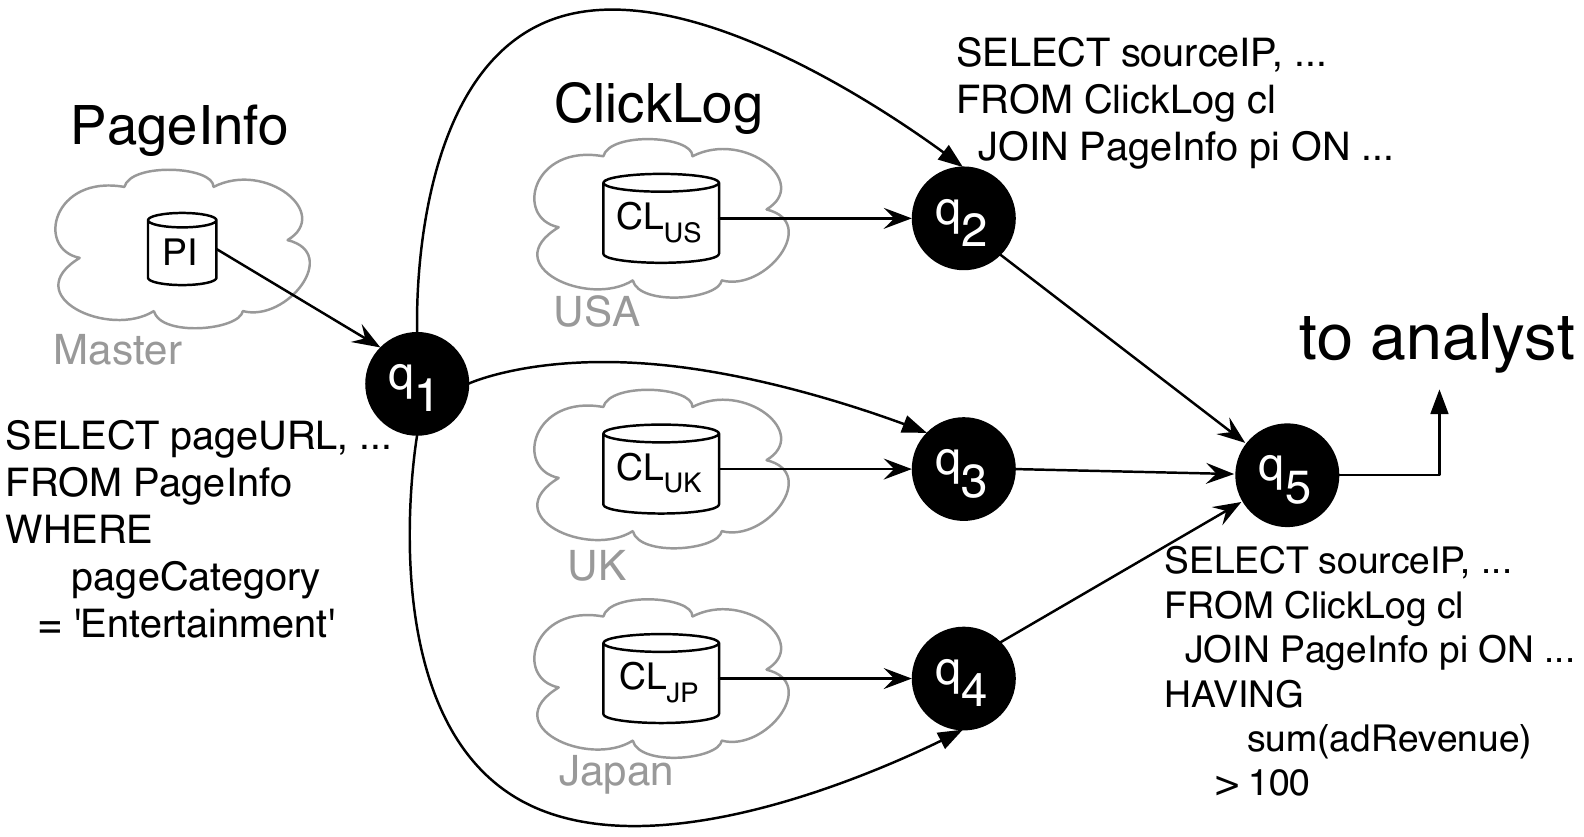 PageInfo
PI
Master
q1
SELECT pageURL, ...
FROM PageInfo
WHERE
pageCategory
= 'Entertainment'
ClickLog
CLUS
USA
CLUK
UK
CLJP
Japan
SELECT sourceIP, ...
FROM ClickLog cl
JOIN PageInfo pi ON ...
q2
q3
q4
to analyst
q5
SELECT sourceIP, ...
FROM ClickLog cl
JOIN PageInfo pi ON ...
HAVING
sum(adRevenue)
> 100